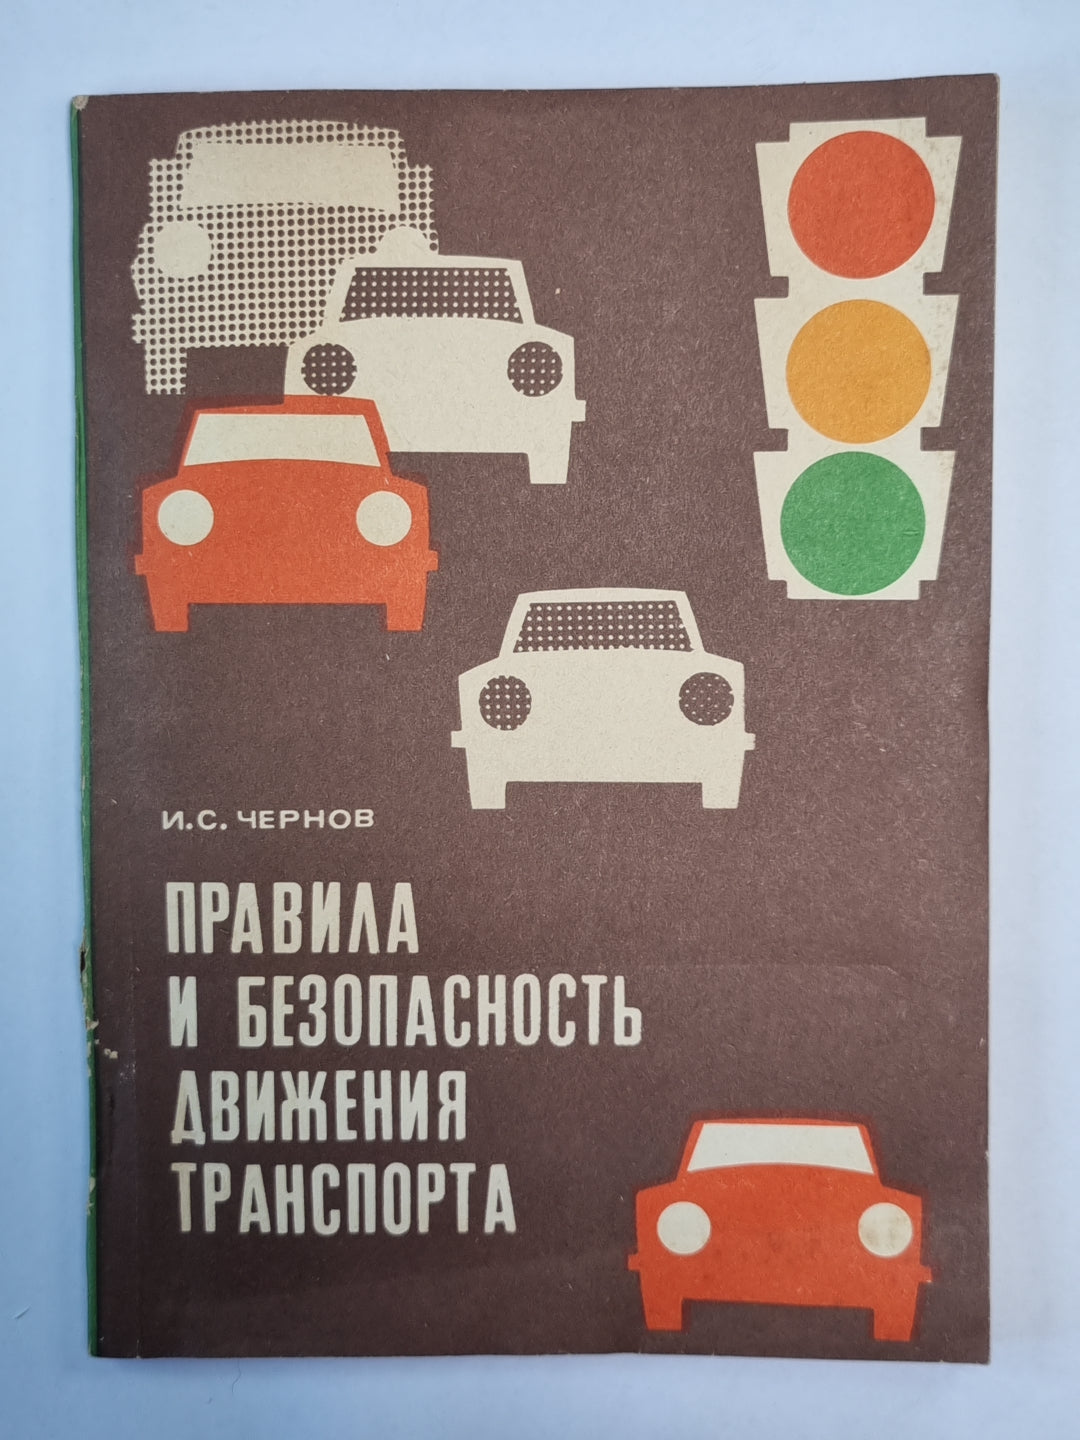 И.С. ЧЕРНОВ
ПРАВИЛА
И БЕЗОПАСНОСТЬ
ДВИЖЕНИЯ
ТРАНСПОРТА